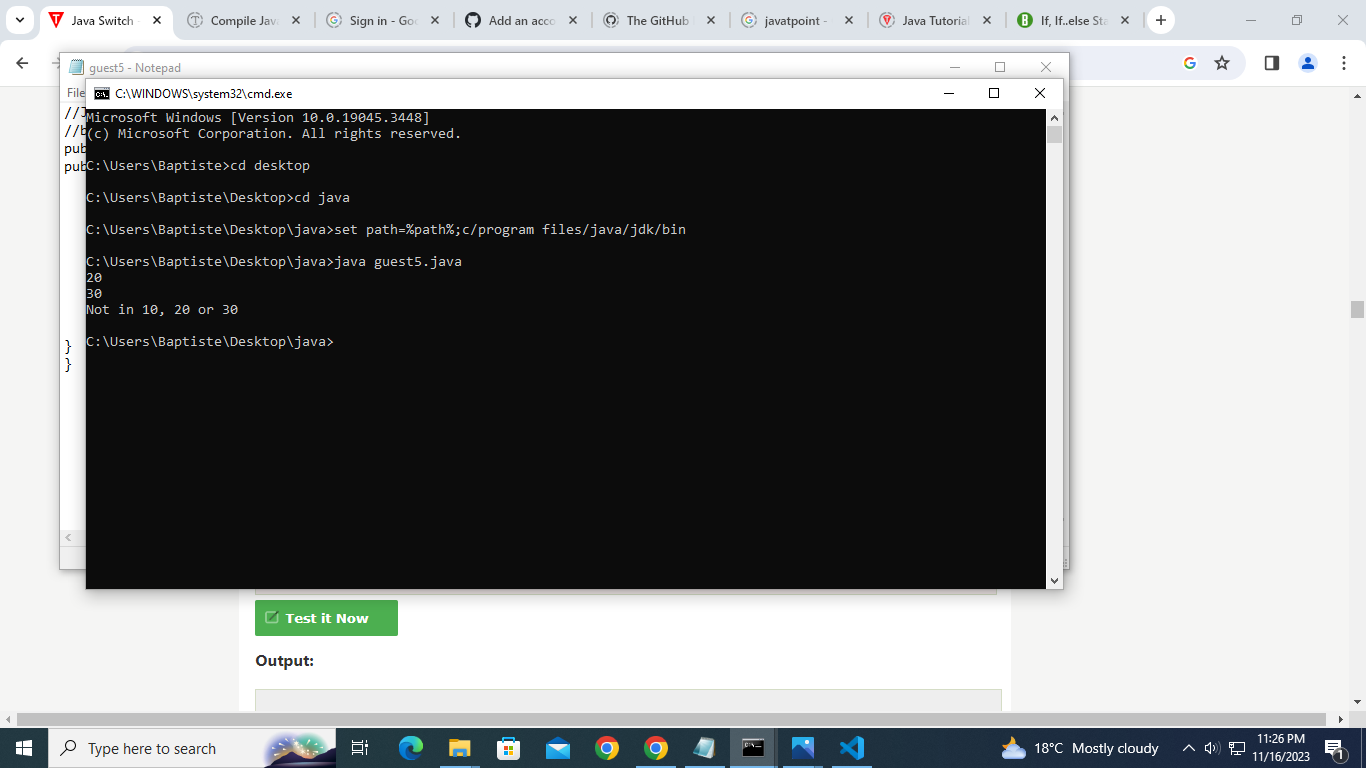 Java Switch -
Compile Java
Sign in - Goo
Add an acco
The GitHub
javatpoint -
Java Tutorial
If, If..else Sta
guest5 - Notepad
File
C:\WINDOWS\system32\cmd.exe
//J
//b
pub
pub
}
}
Microsoft Windows [Version 10.0.19045.3448]
(c) Microsoft Corporation. All rights reserved.
C:\Users\Baptiste>cd desktop
C:\Users\Baptiste\Desktop>cd java
C:\Users\Baptiste\Desktop\java>set path=%path%;c/program files/java/jdk/bin
C:\Users\Baptiste\Desktop\java>java guest5.java
20
30
Not in 10, 20 or 30
C:\Users\Baptiste\Desktop\java>
Test it Now
Output:
Type here to search
18°C Mostly cloudy
11:26 PM
11/16/2023
1